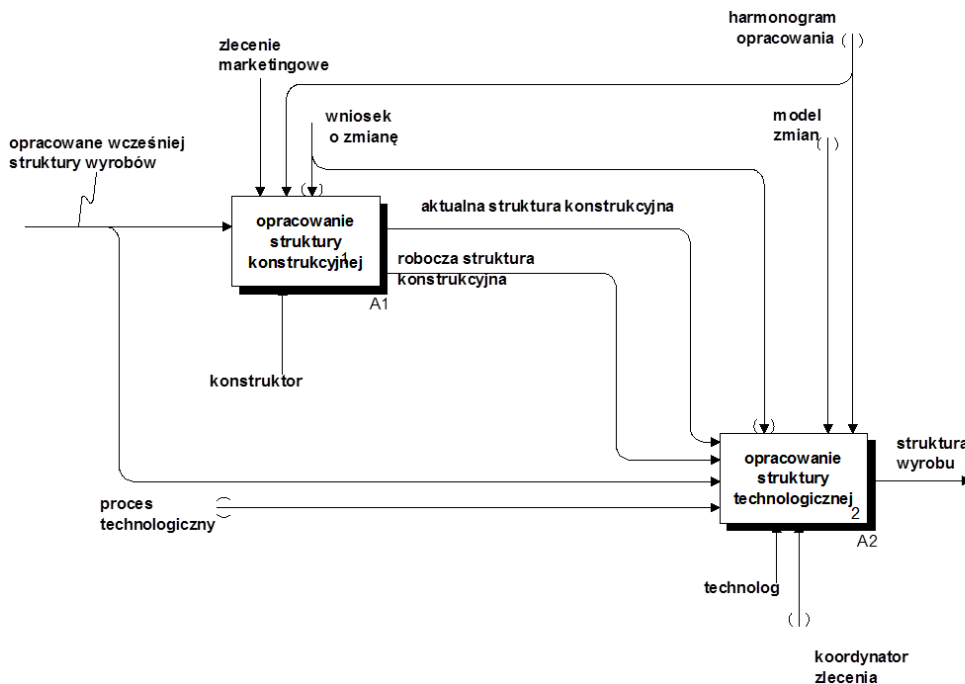 harmonogram
opracowania
zlecenie
marketingowe
wniosek
o zmianę
model
zmian
opracowane wcześniej
struktury wyrobów
opracowanie
struktury
konstrukcyjnej
1
A1
aktualna struktura konstrukcyjna
robocza struktura
konstrukcyjna
konstruktor
opracowanie
struktury
technologicznej
2
A2
struktura
wyrobu
proces
technologiczny
technolog
koordynator
zlecenia